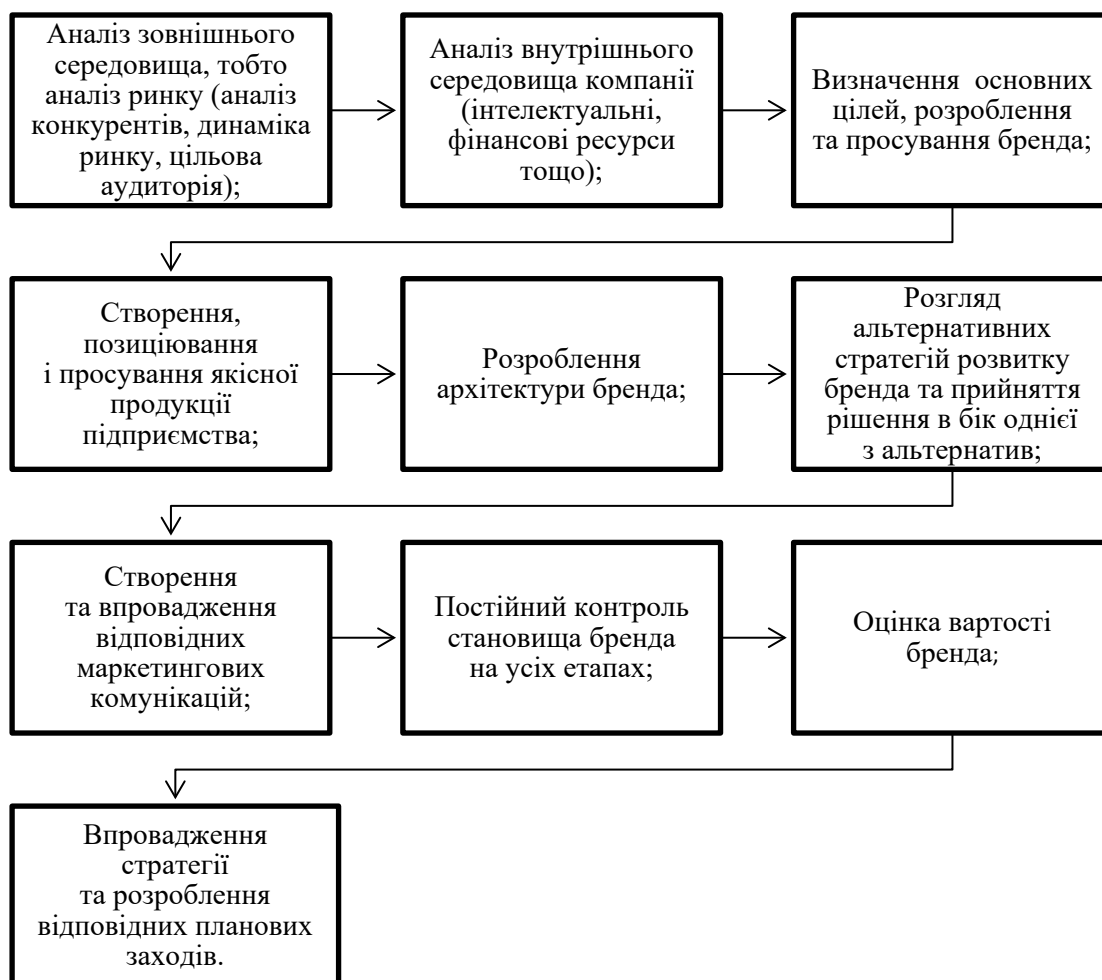 Аналіз зовнішнього
середовища, тобто
аналіз ринку (аналіз
конкурентів, динаміка
ринку, цільова
аудиторія);
Аналіз внутрішнього
середовища компанії
(інтелектуальні,
фінансові ресурси
тощо);
Визначення основних
цілей, розроблення
та просування бренда;
Створення,
позиціювання
і просування якісної
продукції
підприємства;
Розроблення
архітектури бренда;
Розгляд
альтернативних
стратегій розвитку
бренда та прийняття
рішення в бік однієї
з альтернатив;
Створення
та впровадження
відповідних
маркетингових
комунікацій;
Постійний контроль
становища бренда
на усіх етапах;
Оцінка вартості
бренда;
Впровадження
стратегії
та розроблення
відповідних планових
заходів.